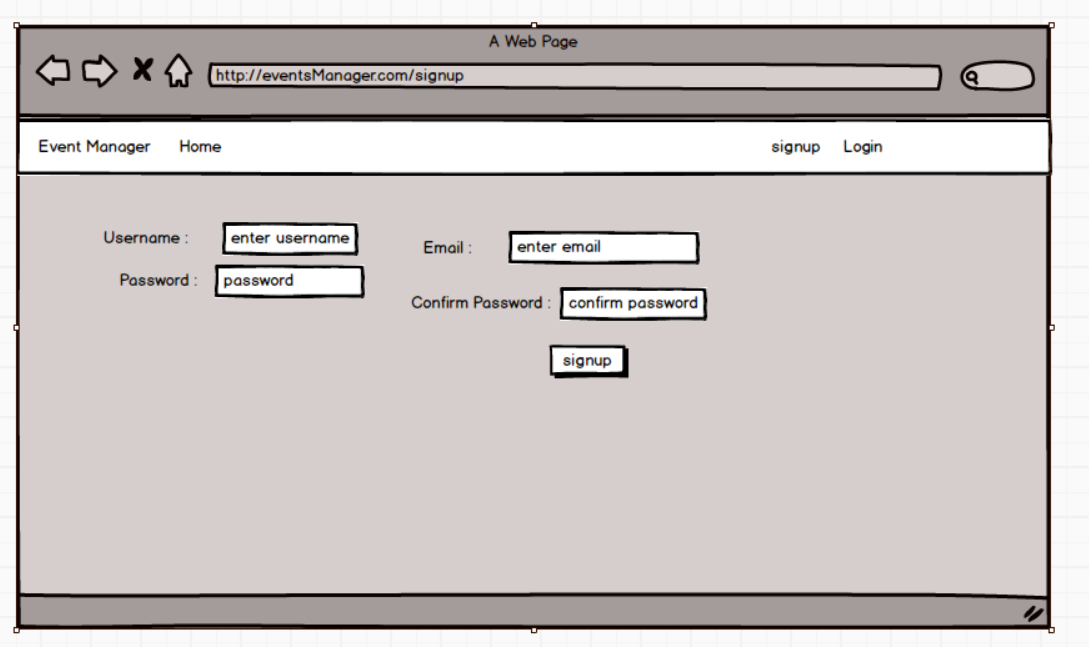 A Web Page
http://eventsManager.com/signup
Event Manager Home signup Login
Username : enter username
Email : enter email
Password : password
Confirm Password : confirm password
signup